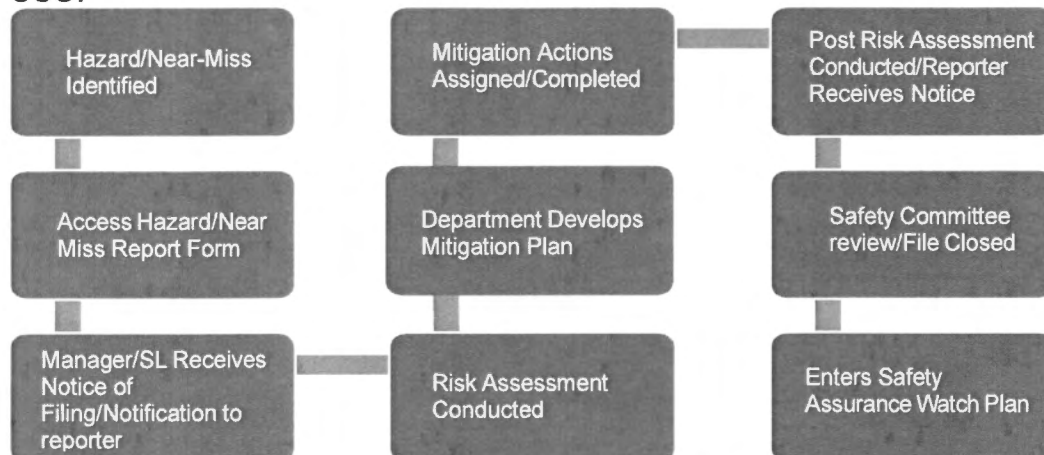 Hazard/Near-Miss
Identified
Access Hazard/Near
Miss Report Form
Manager/SL Receives
Notice of
Filing/Notification to
reporter
Risk Assessment
Conducted
Department Develops
Mitigation Plan
Mitigation Actions
Assigned/Completed
Post Risk Assessment
Conducted/Reporter
Receives Notice
Safety Committee
review/File Closed
Enters Safety
Assurance Watch Plan